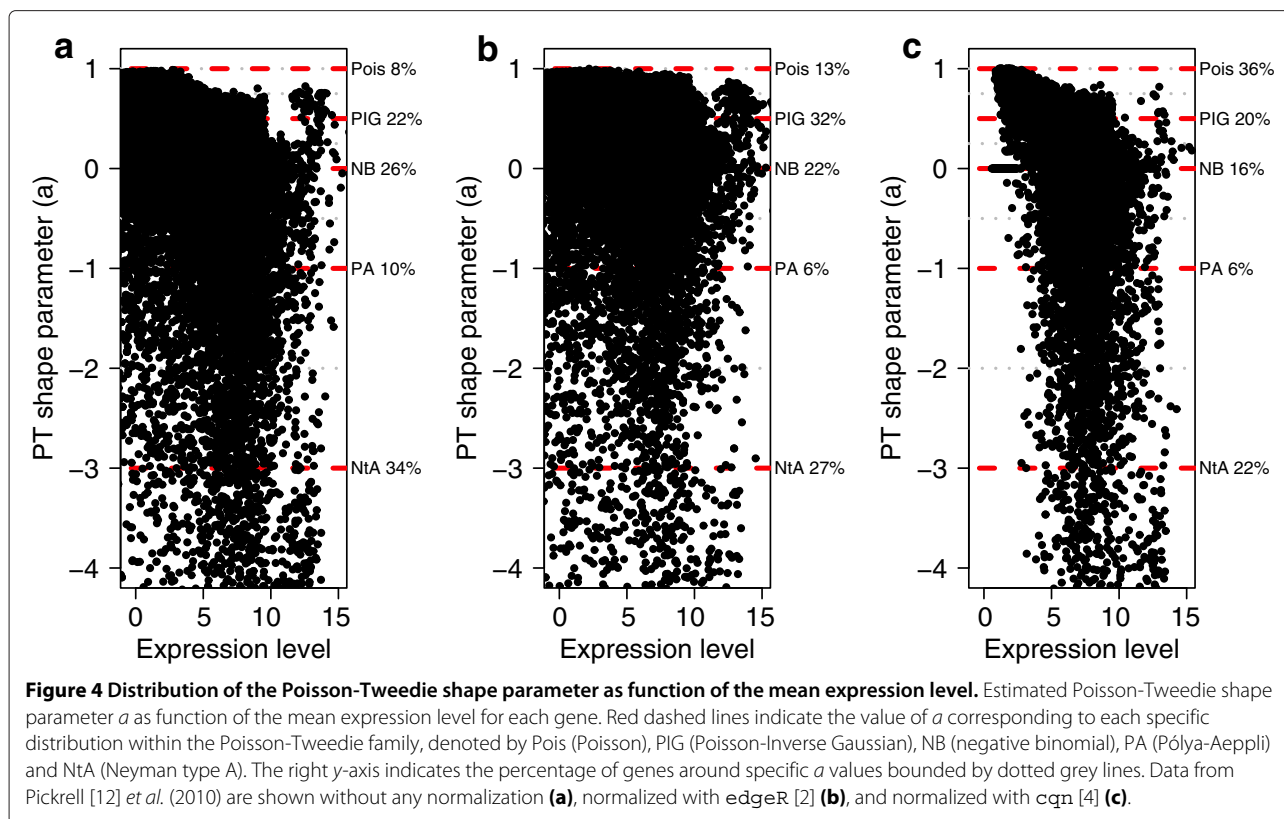 a
1
0
−1
−2
−3
−4
PT shape parameter (a)
0 5 10 15
Expression level
Pois 8%
PIG 22%
NB 26%
PA 10%
NtA 34%
b
1
0
−1
−2
−3
−4
PT shape parameter (a)
0 5 10 15
Expression level
Pois 13%
PIG 32%
NB 22%
PA 6%
NtA 27%
c
1
0
−1
−2
−3
−4
PT shape parameter (a)
0 5 10 15
Expression level
Pois 36%
PIG 20%
NB 16%
PA 6%
NtA 22%
Figure 4 Distribution of the Poisson-Tweedie shape parameter as function of the mean expression level. Estimated Poisson-Tweedie shape
parameter a as function of the mean expression level for each gene. Red dashed lines indicate the value of a corresponding to each specific
distribution within the Poisson-Tweedie family, denoted by Pois (Poisson), PIG (Poisson-Inverse Gaussian), NB (negative binomial), PA (Pólya-Aeppli)
and NtA (Neyman type A). The right y-axis indicates the percentage of genes around specific a values bounded by dotted grey lines. Data from
Pickrell [12] et al. (2010) are shown without any normalization (a), normalized with edgeR [2] (b), and normalized with cqn [4] (c).